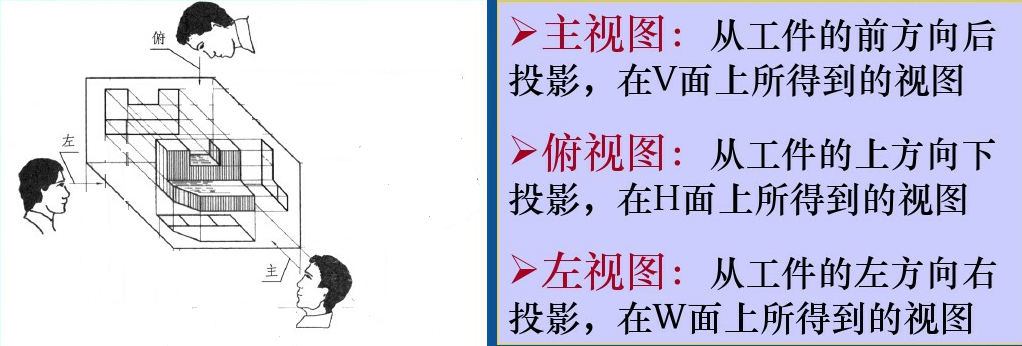 俯
左
主
➢主视图：从工件的前方向后
投影，在V面上所得到的视图
➢俯视图：从工件的上方向下
投影，在H面上所得到的视图
➢左视图：从工件的左方向右
投影，在W面上所得到的视图